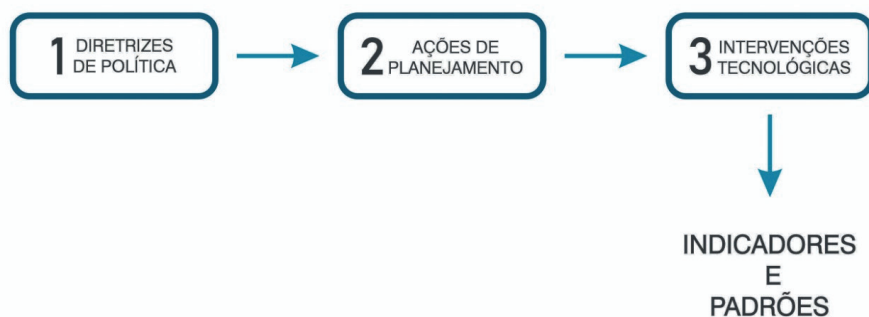 1 DIRETRIZES
DE POLÍTICA
2 AÇÕES DE
PLANEJAMENTO
3 INTERVENÇÕES
TECNOLÓGICAS
INDICADORES
E
PADRÕES